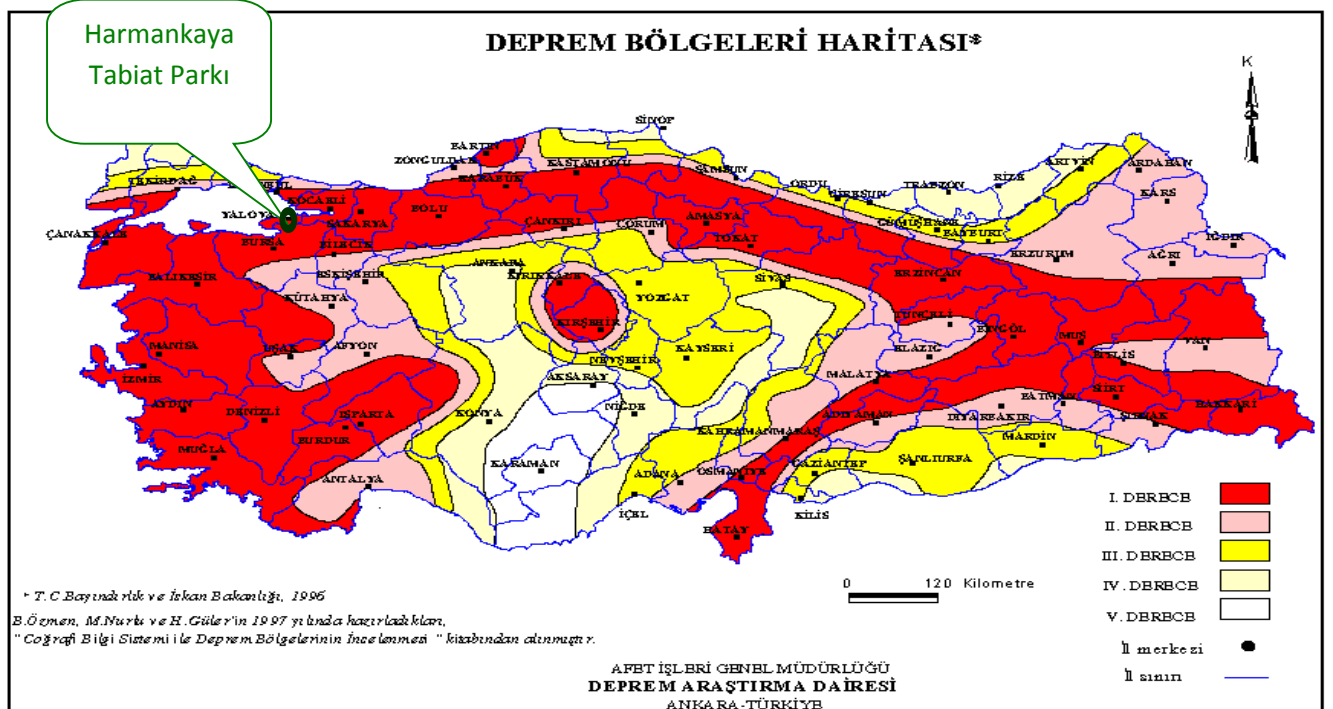 Harmankaya
Tabiat Parkı
DEPREM BÖLGELERİ HARİTASI*
K
SİNOP
BARTIN
ZONGULDAK
KASTAMONU
KARABÜK
SAMSUN
ORDU
GİRESUN
TRABZON
RİZE
ARTVİN
ARDAHAN
KARS
TEKİRDAĞ
KOCAELİ
YALOVA
SAKARYA
BOLU
ÇANKIRI
ÇORUM
AMASYA
TOKAT
GÜMÜŞHANE
BAYBURT
ERZURUM
IĞDIR
AĞRI
ÇANAKKALE
BURSA
BİLECİK
ESKİŞEHİR
ANKARA
KIRIKKALE
YOZGAT
SİVAS
ERZİNCAN
BALIKESİR
KÜTAHYA
KIRŞEHİR
TUNCELİ
BİNGÖL
MUŞ
BİTLİS
VAN
MANİSA
UŞAK
AFYON
NEVŞEHİR
KAYSERİ
ELAZIĞ
MALATYA
İZMİR
AKSARAY
SİİRT
AYDIN
DENİZLİ
ISPARTA
BURDUR
KONYA
NİĞDE
KAHRAMANMARAŞ
ADIYAMAN
DİYARBAKIR
BATMAN
ŞIRNAK
HAKKARİ
MUĞLA
ANTALYA
KARAMAN
ADANA
OSMANİYE
GAZİANTEP
ŞANLIURFA
MARDİN
İÇEL
KİLİS
HATAY
I. DERECE
II. DERECE
III. DERECE
IV. DERECE
V. DERECE
İl merkezi
İl sınırı
0 120 Kilometre
* T.C.Bayındırlık ve İskan Bakanlığı, 1996
B.Özmen, M.Nurlu ve H.Güler'in 1997 yılında hazırladıkları,
"Coğrafi Bilgi Sistemi ile Deprem Bölgelerinin İncelenmesi " kitabından alınmıştır.
AFET İŞLERİ GENEL MÜDÜRLÜĞÜ
DEPREM ARAŞTIRMA DAİRESİ
ANKARA-TÜRKİYE